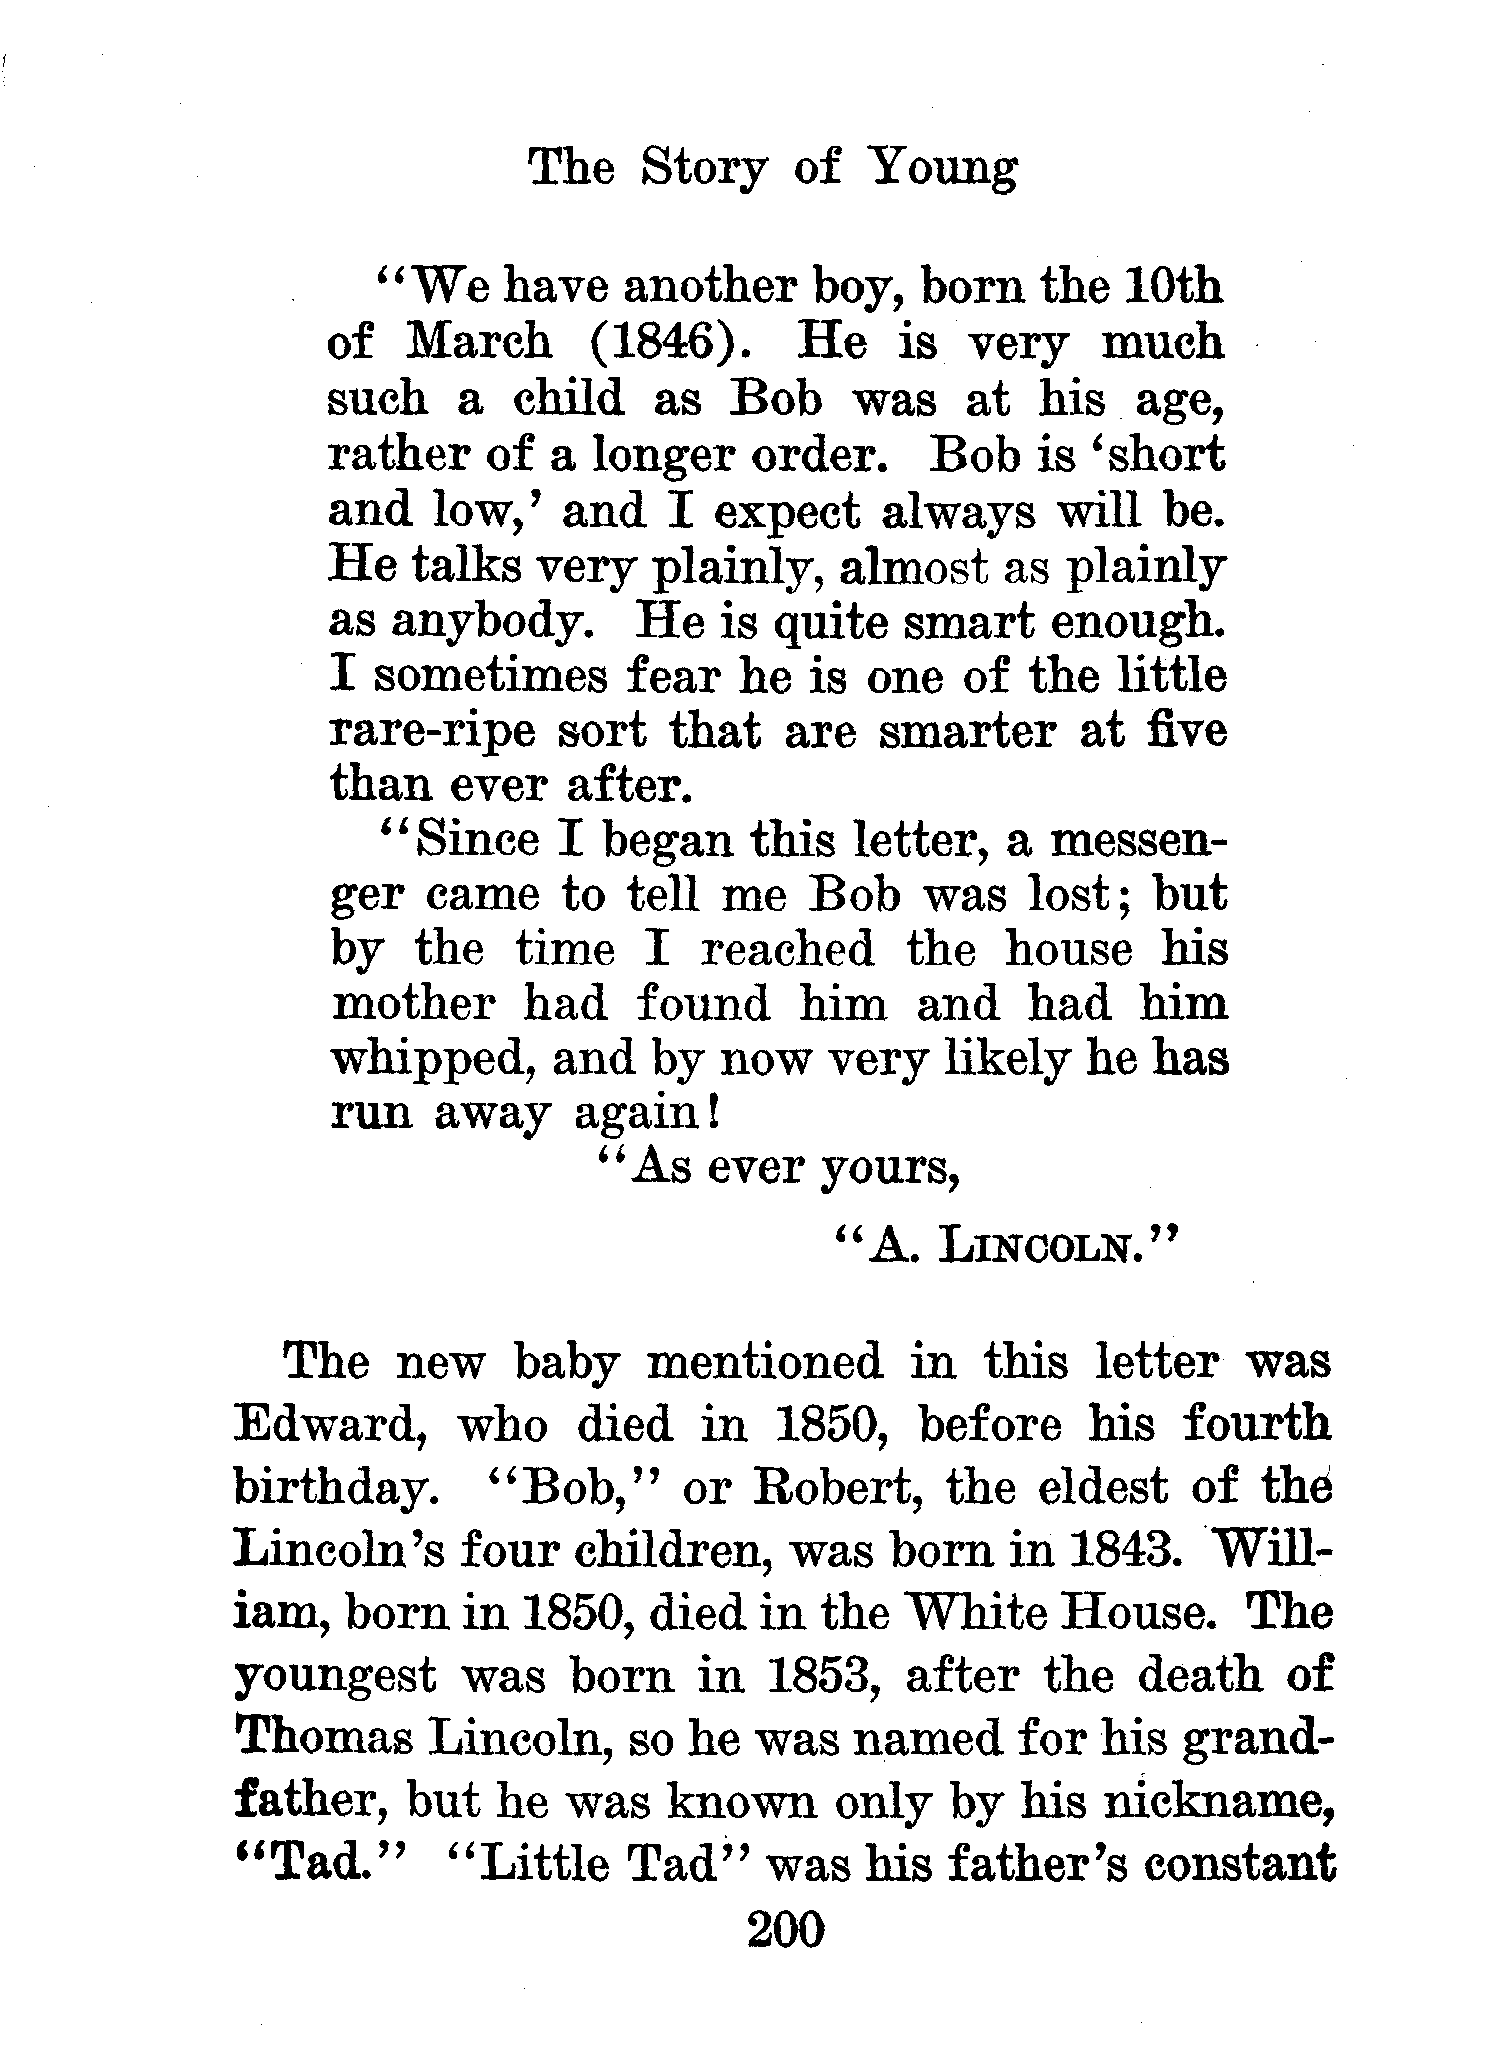 The Story of Young
"We have another boy, born the 10th
of March (1846). He is very much
such a child as Bob was at his age,
rather of a longer order. Bob is 'short
and low,' and I expect always will be.
He talks very plainly, almost as plainly
as anybody. He is quite smart enough.
I sometimes fear he is one of the little
rare-ripe sort that are smarter at five
than ever after.
"Since I began this letter, a messen-
ger came to tell me Bob was lost; but
by the time I reached the house his
mother had found him and had him
whipped, and by now very likely he has
run away again!
"As ever yours,
"A. LINCOLN."
The new baby mentioned in this letter was
Edward, who died in 1850, before his fourth
birthday. "Bob," or Robert, the eldest of the
Lincoln's four children, was born in 1843. Will-
iam, born in 1850, died in the White House. The
youngest was born in 1853, after the death of
Thomas Lincoln, so he was named for his grand-
father, but he was known only by his nickname,
"Tad." "Little Tad" was his father's constant
200